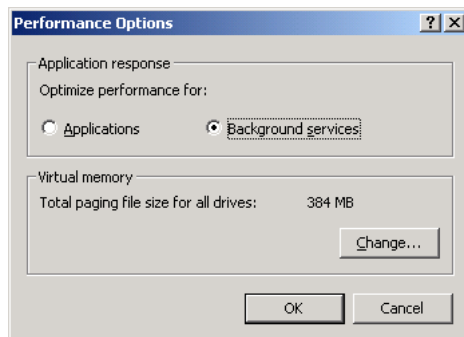 Performance Options
Application response
Optimize performance for:
Applications Background services
Virtual memory
Total paging file size for all drives: 384 MB
Change...
OK Cancel